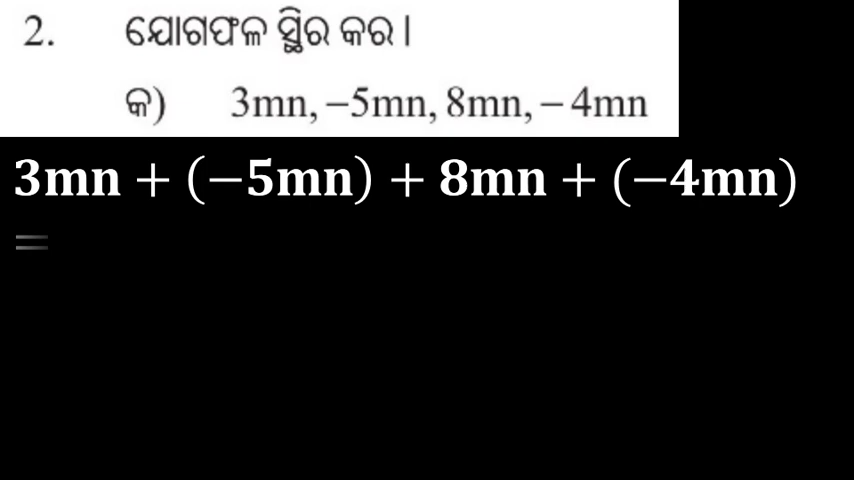 2. ଯୋଗଫଳ ସ୍ଥିର କର ।
କ) 3mn, −5mn, 8mn, − 4mn
3mn + (−5mn) + 8mn + (−4mn)
=